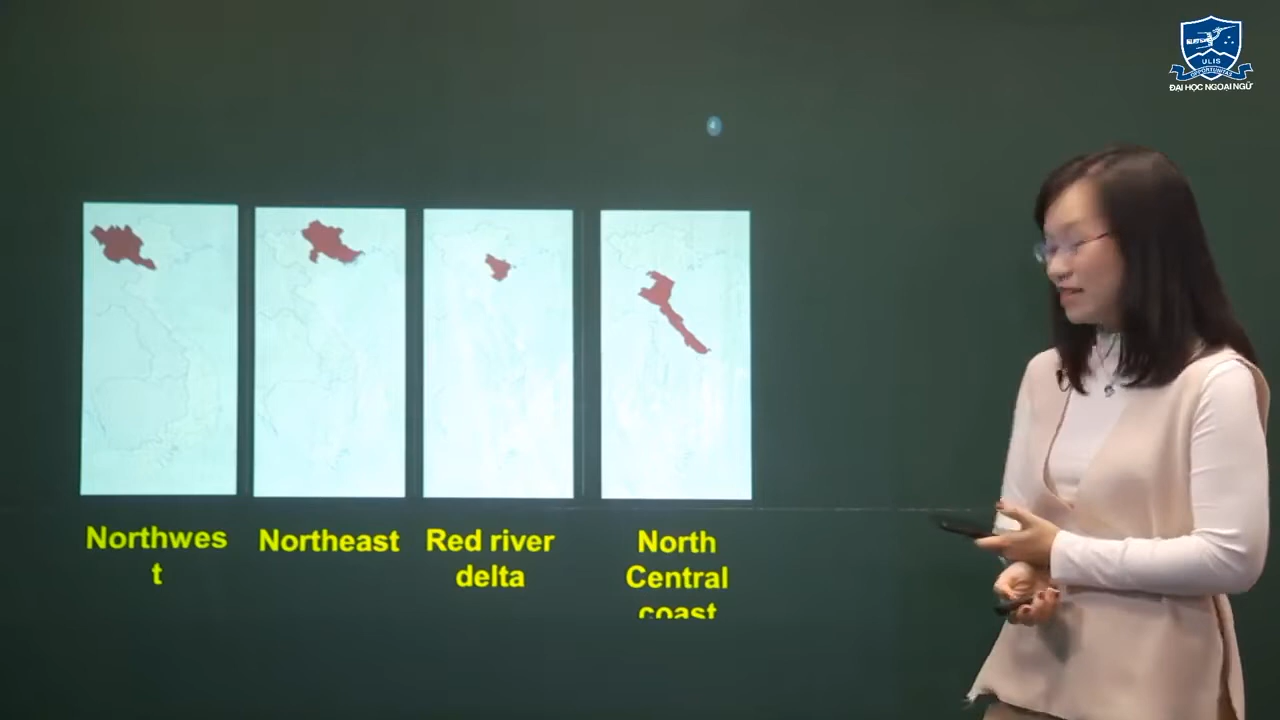 ULIS
ĐẠI HỌC NGOẠI NGỮ
Northwes
t
Northeast
Red river
delta
North
Central
coast